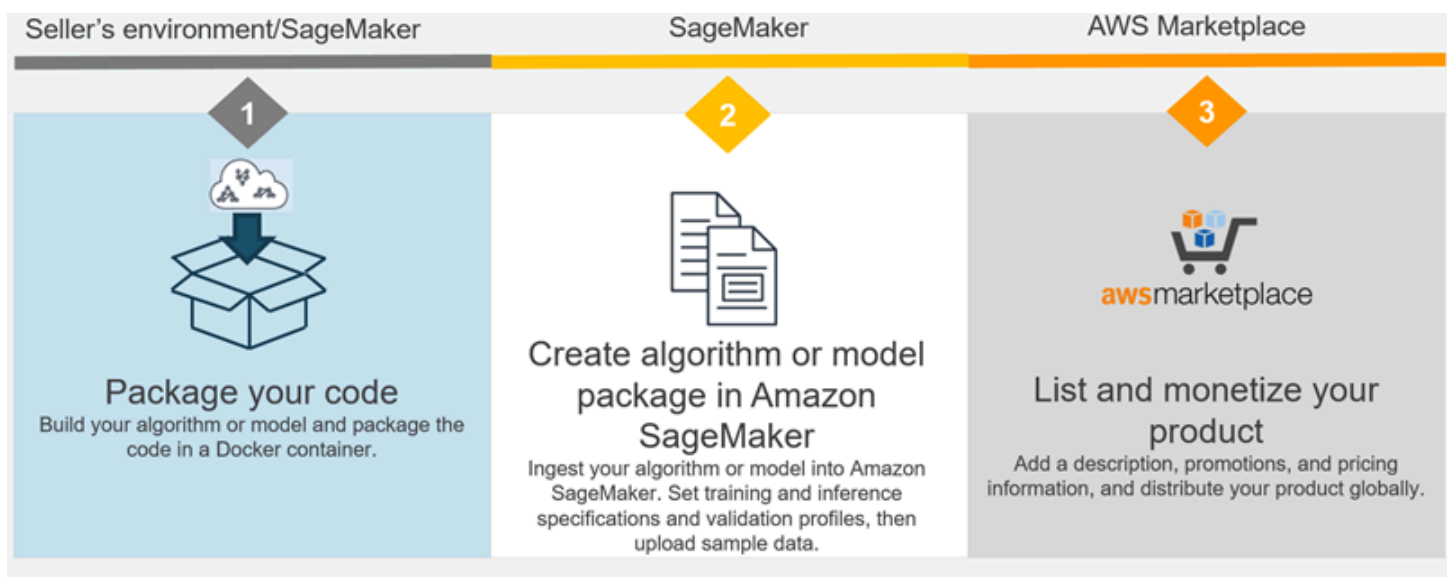 Seller's environment/SageMaker
SageMaker
AWS Marketplace
1
2
3
Package your code
Build your algorithm or model and package the
code in a Docker container.
Create algorithm or model
package in Amazon
SageMaker
Ingest your algorithm or model into Amazon
SageMaker. Set training and inference
specifications and validation profiles, then
upload sample data.
awsmarketplace
List and monetize your
product
Add a description, promotions, and pricing
information, and distribute your product globally.